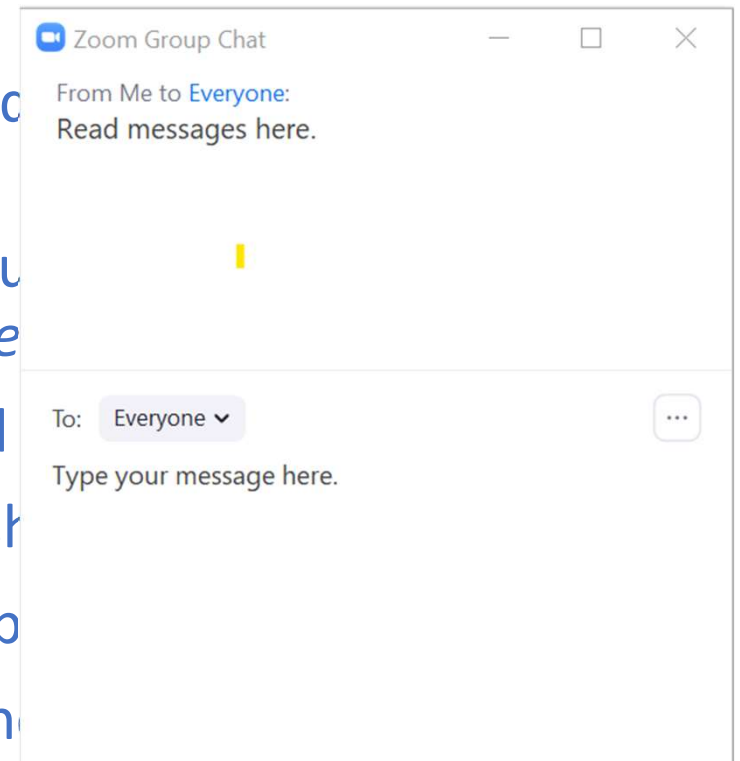 Zoom Group Chat
From Me to Everyone:
Read messages here.
To: Everyone
...
Type your message here.